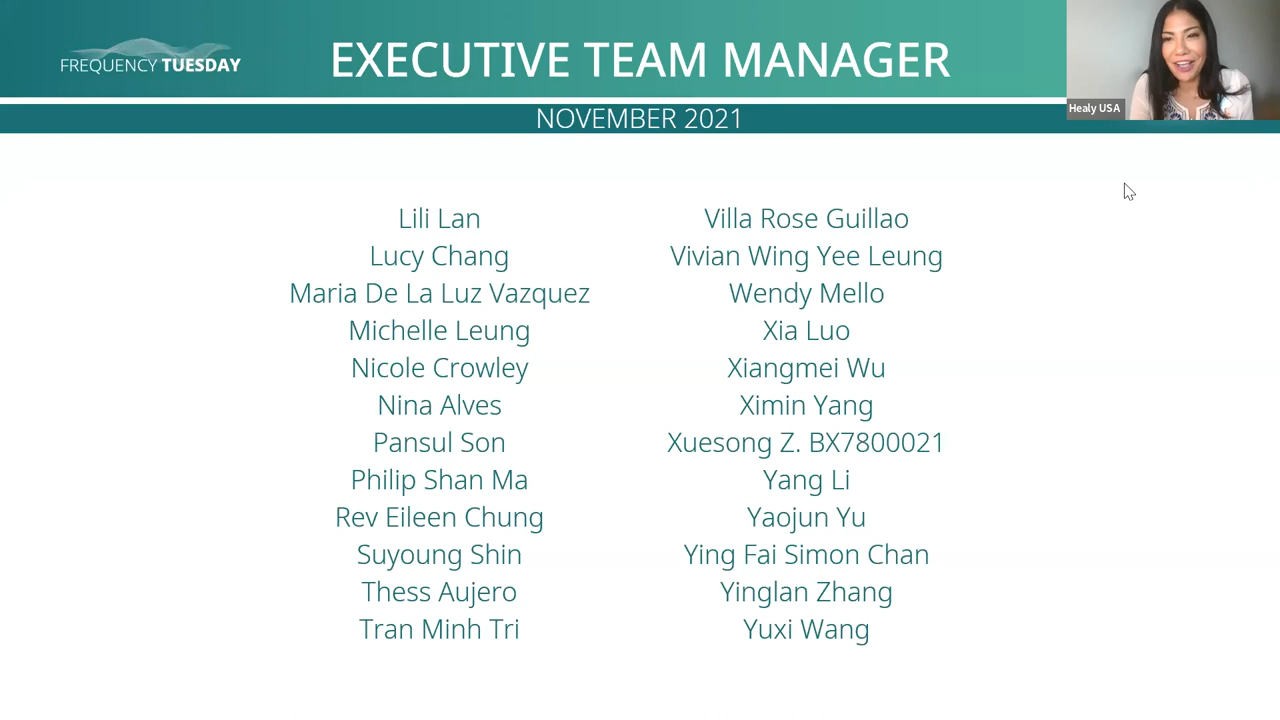 FREQUENCY TUESDAY
EXECUTIVE TEAM MANAGER
Healy USA
NOVEMBER 2021
Lili Lan
Lucy Chang
Maria De La Luz Vazquez
Michelle Leung
Nicole Crowley
Nina Alves
Pansul Son
Philip Shan Ma
Rev Eileen Chung
Suyoung Shin
Thess Aujero
Tran Minh Tri
Villa Rose Guillao
Vivian Wing Yee Leung
Wendy Mello
Xia Luo
Xiangmei Wu
Ximin Yang
Xuesong Z. BX7800021
Yang Li
Yaojun Yu
Ying Fai Simon Chan
Yinglan Zhang
Yuxi Wang